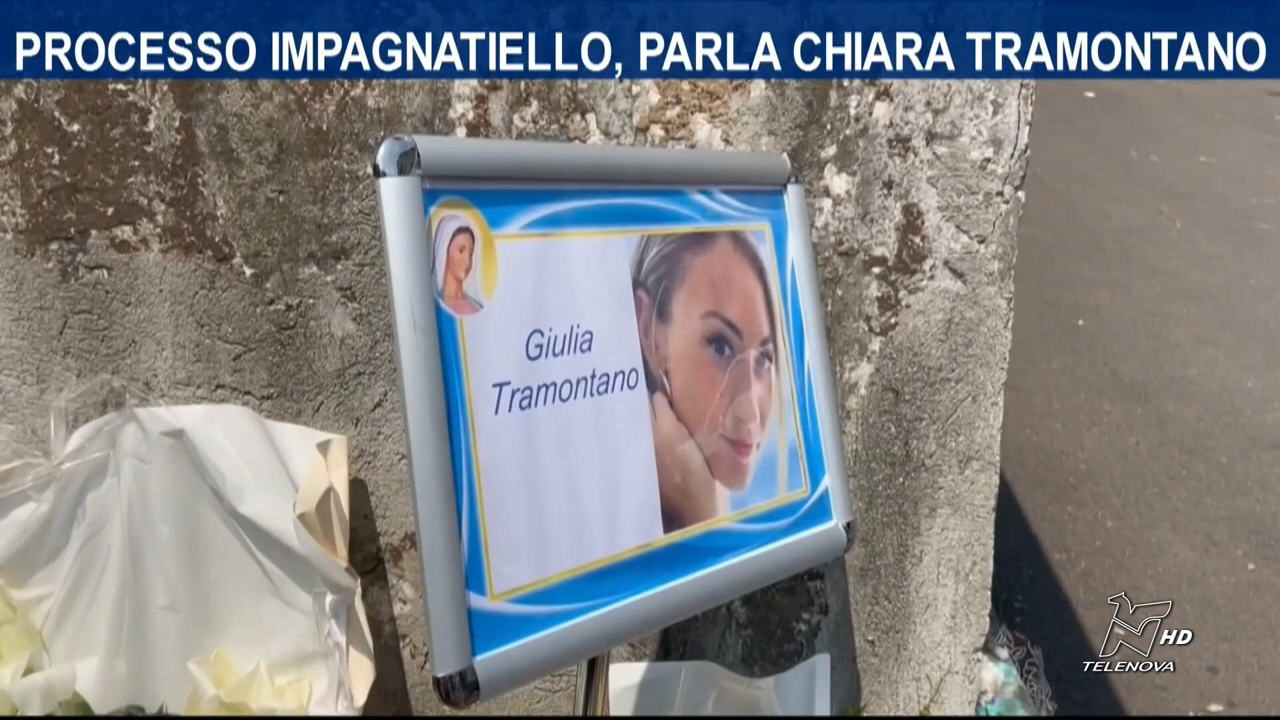 PROCESSO IMPAGNATIELLO, PARLA CHIARA TRAMONTANO
Giulia
Tramontano
HD
TELENOVA